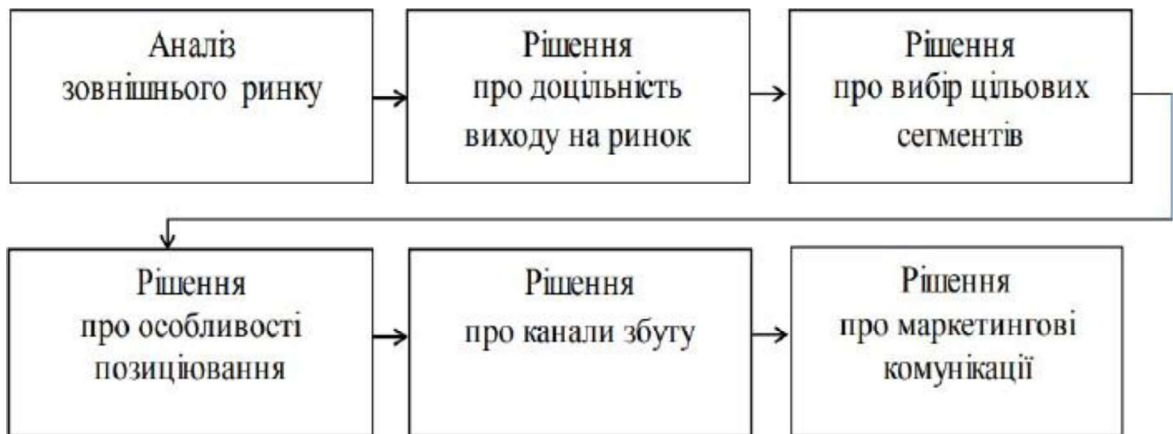 Аналіз
зовнішнього ринку
Рішення
про доцільність
виходу на ринок
Рішення
про вибір цільових
сегментів
Рішення
про особливості
позиціювання
Рішення
про канали збуту
Рішення
про маркетингові
комунікації